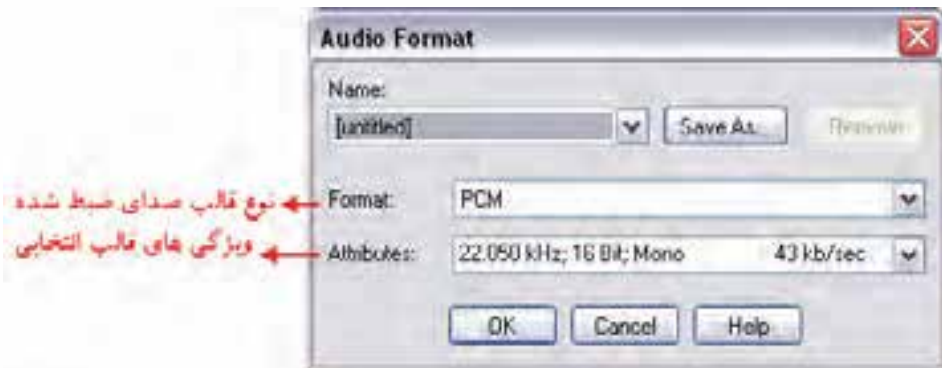 Audio Format
Name:
[untitled]
Save As...
Remove
نوع قالب صدای ضبط شده
Format:
PCM
ویژگی های قالب انتخابی
Attributes:
22.050 kHz; 16 Bit; Mono 43 kb/sec
OK
Cancel
Help